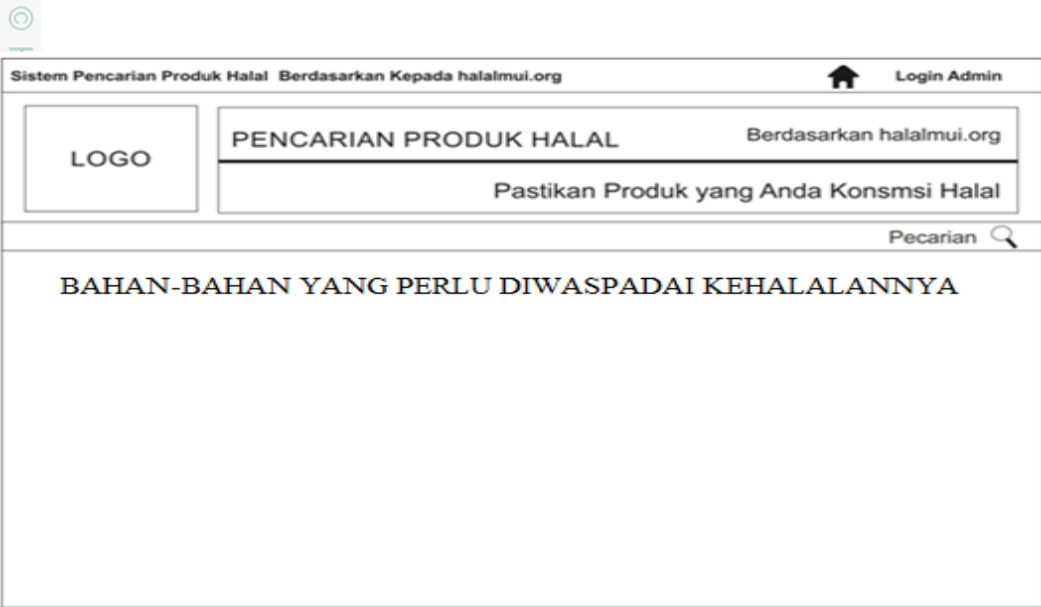 Sistem Pencarian Produk Halal Berdasarkan Kepada halalmui.org
Login Admin
LOGO
PENCARIAN PRODUK HALAL
Berdasarkan halalmui.org
Pastikan Produk yang Anda Konsmsi Halal
Pecarian
BAHAN-BAHAN YANG PERLU DIWASPADAI KEHALALANNYA